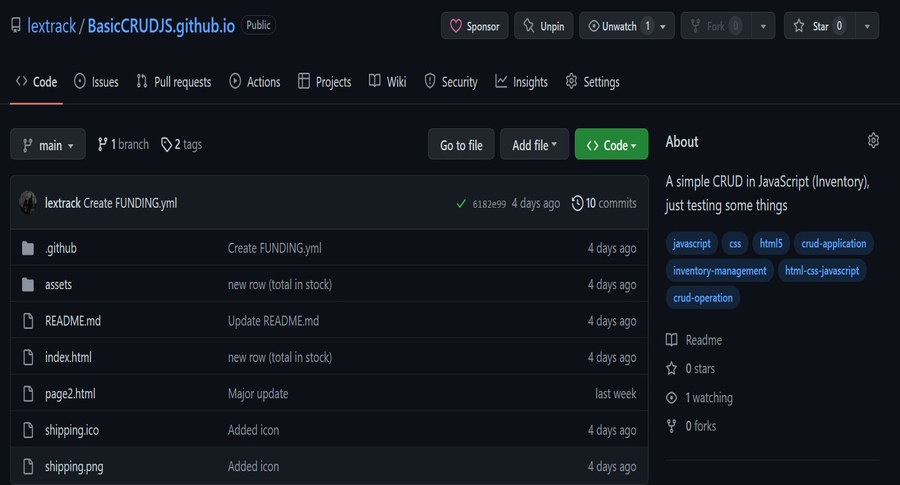 lextrack / BasicCRUDJS.github.io Public Sponsor Unpin Unwatch 1 Fork 0 Star 0
Code Issues Pull requests Actions Projects Wiki Security Insights Settings
main 1 branch 2 tags Go to file Add file Code
lextrack Create FUNDING.yml 6182e99 4 days ago 10 commits
.github Create FUNDING.yml 4 days ago
assets new row (total in stock) 4 days ago
README.md Update README.md 4 days ago
index.html new row (total in stock) 4 days ago
page2.html Major update last week
shipping.ico Added icon 4 days ago
shipping.png Added icon 4 days ago
About
A simple CRUD in JavaScript (Inventory),
just testing some things
javascript css html5 crud-application
inventory-management html-css-javascript
crud-operation
Readme
0 stars
1 watching
0 forks